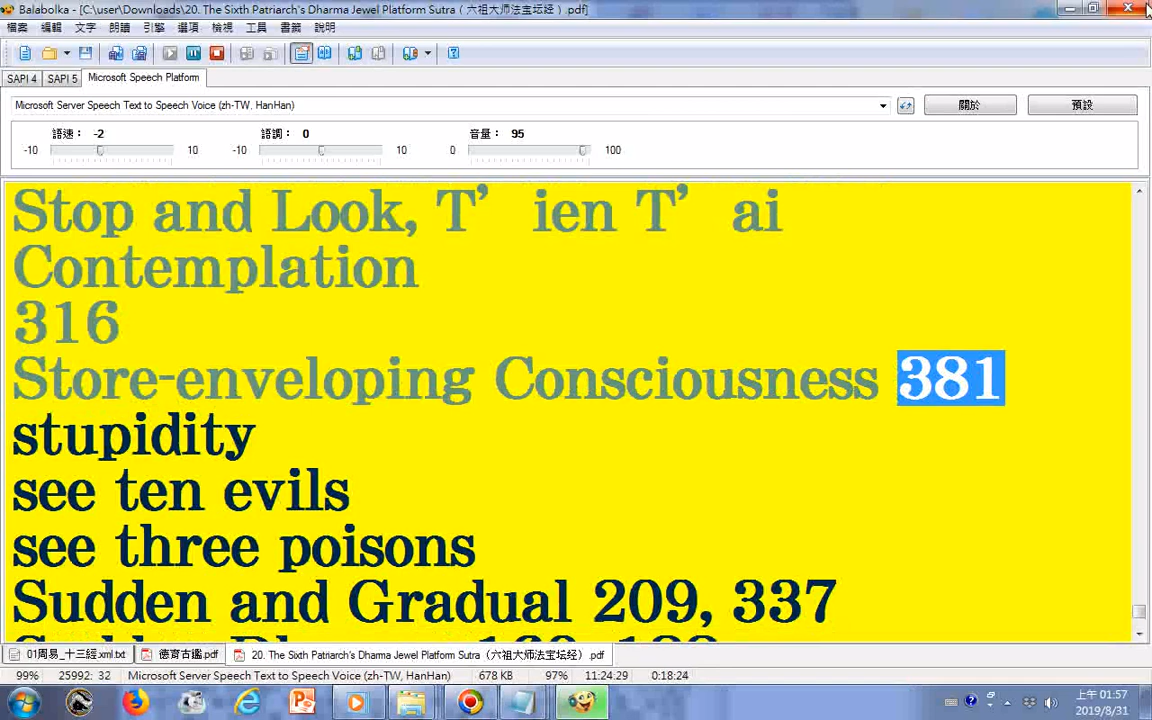 Balabolka - [C:\user\Downloads\20. The Sixth Patriarch's Dharma Jewel Platform Sutra（六祖大师法宝坛经）.pdf]
檔案 編輯 文字 朗讀 引擎 選項 檢視 工具 書籤 說明
SAPI 4 SAPI 5 Microsoft Speech Platform
Microsoft Server Speech Text to Speech Voice (zh-TW, HanHan) 關於 預設
語速： -2 語調： 0 音量： 95
-10 10 -10 10 0 100
Stop and Look, T’ien T’ai
Contemplation
316
Store-enveloping Consciousness 381
stupidity
see ten evils
see three poisons
Sudden and Gradual 209, 337
01周易_十三經.xml.txt 德育古鑑.pdf 20. The Sixth Patriarch's Dharma Jewel Platform Sutra（六祖大师法宝坛经）.pdf
99% 25992: 32 Microsoft Server Speech Text to Speech Voice (zh-TW, HanHan) 678 KB 97% 11:24:29 0:18:24
上午 01:57
2019/8/31